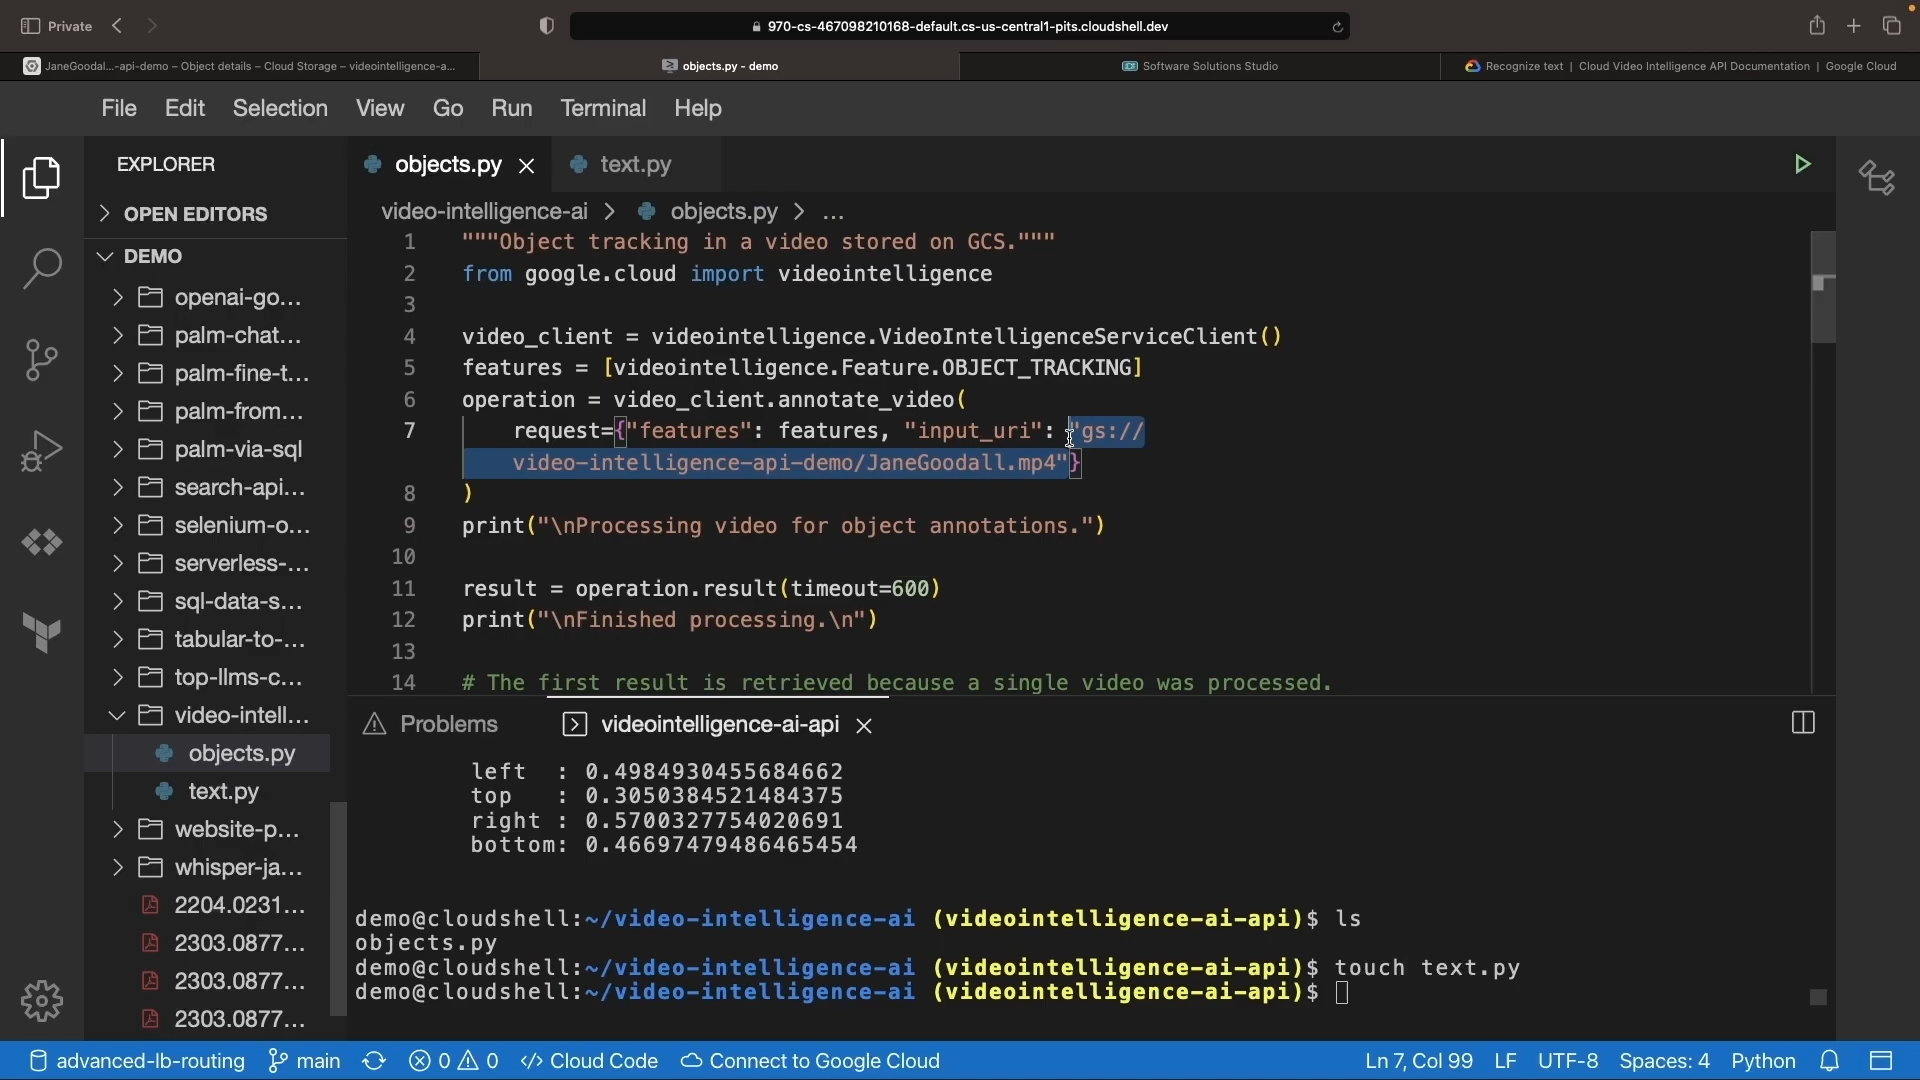 Private
970-cs-467098210168-default.cs-us-central1-pits.cloudshell.dev
JaneGoodal...-api-demo – Object details – Cloud Storage – videointelligence-a...
objects.py - demo
Software Solutions Studio
Recognize text | Cloud Video Intelligence API Documentation | Google Cloud
File Edit Selection View Go Run Terminal Help
EXPLORER
OPEN EDITORS
DEMO
openai-go...
palm-chat...
palm-fine-t...
palm-from...
palm-via-sql
search-api...
selenium-o...
serverless-...
sql-data-s...
tabular-to-...
top-llms-c...
video-intell...
objects.py
text.py
website-p...
whisper-ja...
2204.0231...
2303.0877...
2303.0877...
2303.0877...
objects.py
text.py
video-intelligence-ai > objects.py > ...
1 """Object tracking in a video stored on GCS."""
2 from google.cloud import videointelligence
3
4 video_client = videointelligence.VideoIntelligenceServiceClient()
5 features = [videointelligence.Feature.OBJECT_TRACKING]
6 operation = video_client.annotate_video(
7 request={"features": features, "input_uri": "gs://
video-intelligence-api-demo/JaneGoodall.mp4"}
8 )
9 print("\nProcessing video for object annotations.")
10
11 result = operation.result(timeout=600)
12 print("\nFinished processing.\n")
13
14 # The first result is retrieved because a single video was processed.
Problems
videointelligence-ai-api
left : 0.4984930455684662
top : 0.3050384521484375
right : 0.5700327754020691
bottom: 0.46697479486465454
demo@cloudshell:~/video-intelligence-ai (videointelligence-ai-api)$ ls
objects.py
demo@cloudshell:~/video-intelligence-ai (videointelligence-ai-api)$ touch text.py
demo@cloudshell:~/video-intelligence-ai (videointelligence-ai-api)$
advanced-lb-routing main 0 0 Cloud Code Connect to Google Cloud Ln 7, Col 99 LF UTF-8 Spaces: 4 Python